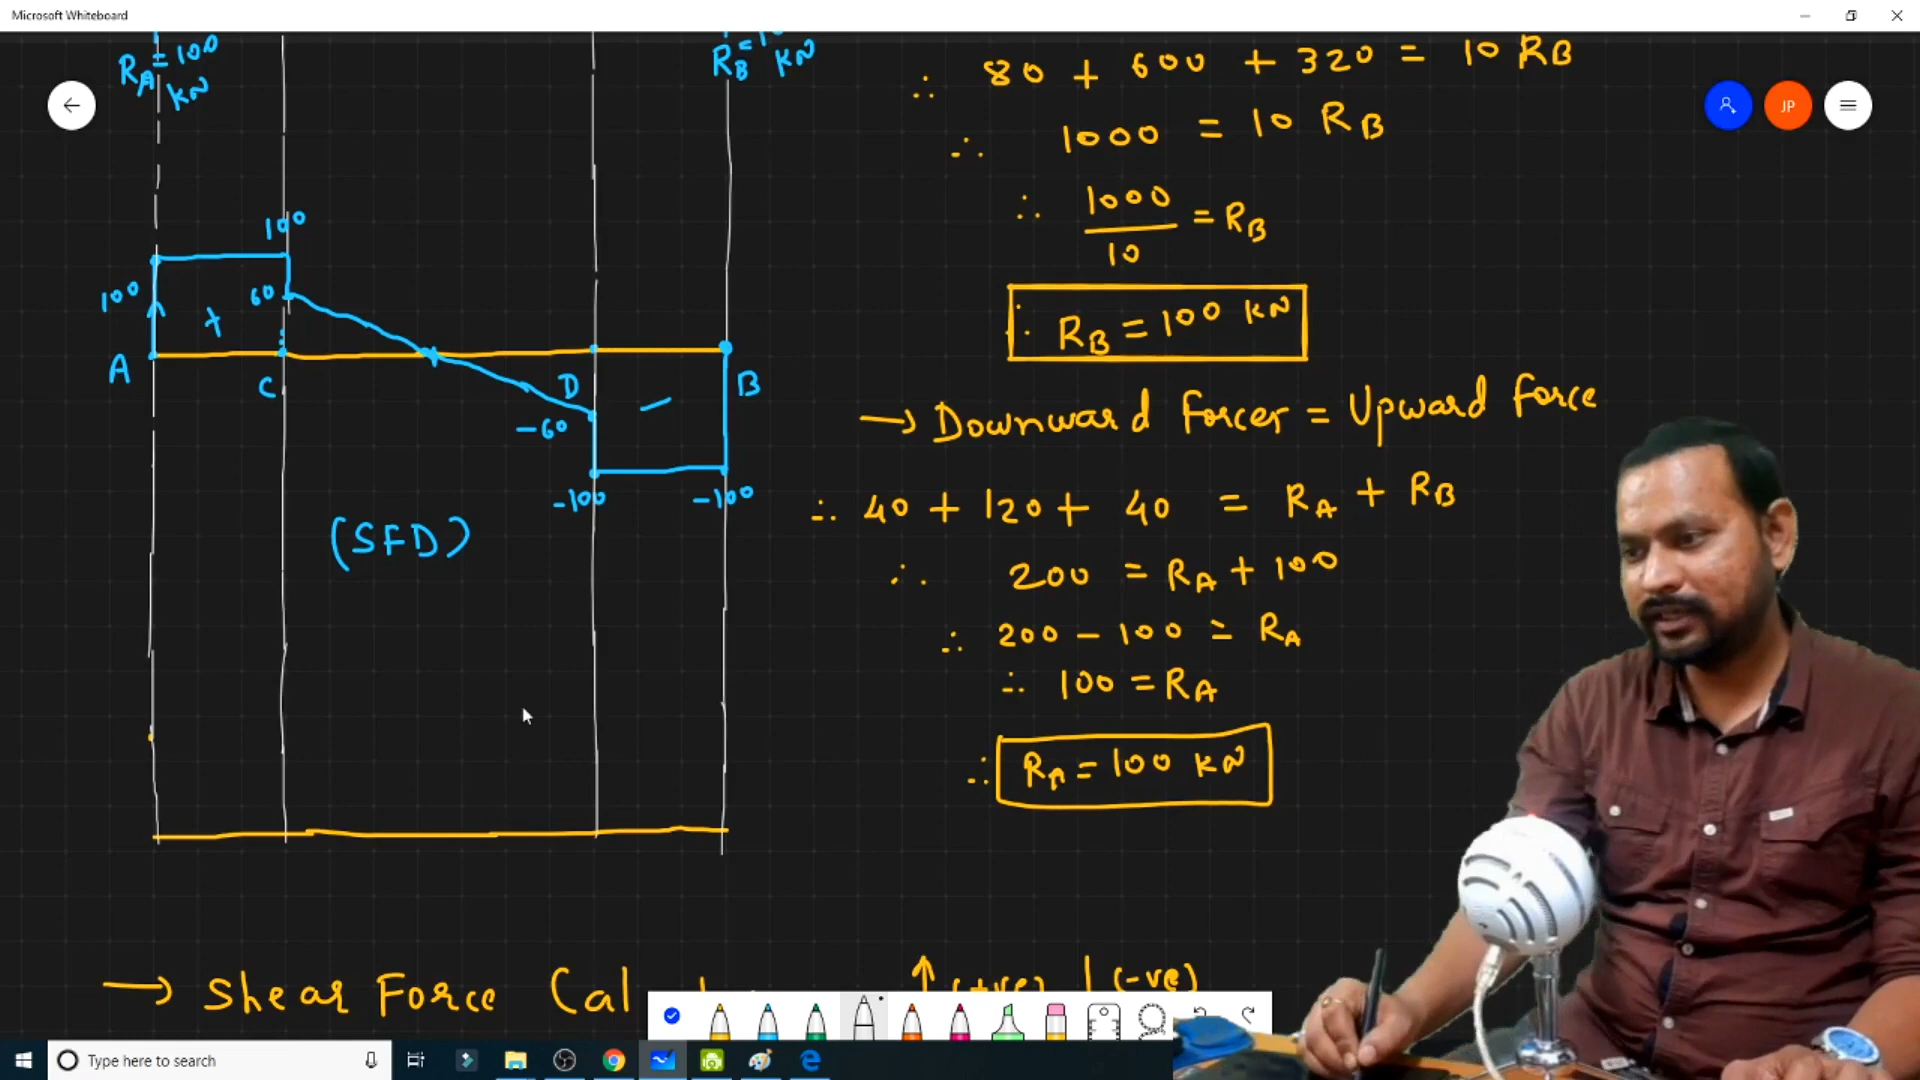 Microsoft Whiteboard
RA = 100
kN
RB
kN
100
100
60
+
A
C
D
B
-60
-
-100
-100
(SFD)
∴ 80 + 600 + 320 = 10 RB
∴ 1000 = 10 RB
∴ 1000/10 = RB
∴ RB = 100 kN
→ Downward forcer = Upward force
∴ 40 + 120 + 40 = RA + RB
∴ 200 = RA + 100
∴ 200 - 100 = RA
∴ 100 = RA
∴ RA = 100 kN
→ Shear Force Cal
↑ (+ve) ↓ (-ve)
JP
Type here to search